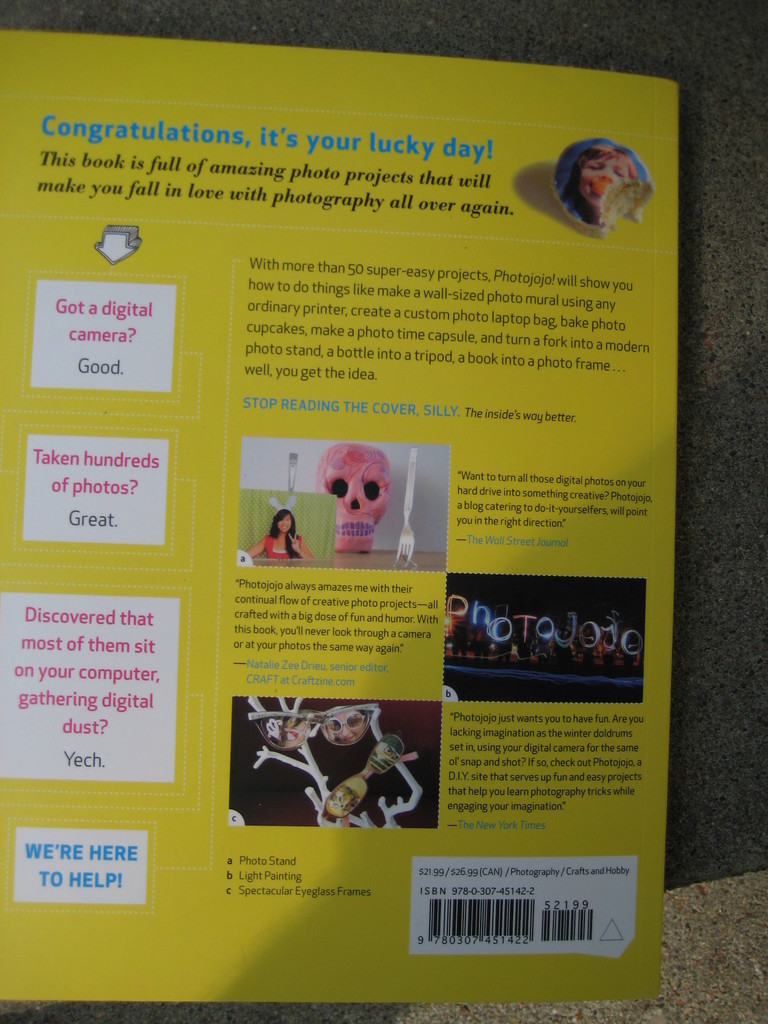 Congratulations, it's your lucky day!
This book is full of amazing photo projects that will
make you fall in love with photography all over again.
Got a digital
camera?
Good.
Taken hundreds
of photos?
Great.
Discovered that
most of them sit
on your computer,
gathering digital
dust?
Yech.
WE'RE HERE
TO HELP!
With more than 50 super-easy projects, Photojojo! will show you
how to do things like make a wall-sized photo mural using any
ordinary printer, create a custom photo laptop bag, bake photo
cupcakes, make a photo time capsule, and turn a fork into a modern
photo stand, a bottle into a tripod, a book into a photo frame...
well, you get the idea.
STOP READING THE COVER, SILLY. The inside's way better.
a
"Want to turn all those digital photos on your
hard drive into something creative? Photojojo,
a blog catering to do-it-yourselfers, will point
you in the right direction."
—The Wall Street Journal
"Photojojo always amazes me with their
continual flow of creative photo projects—all
crafted with a big dose of fun and humor. With
this book, you'll never look through a camera
or at your photos the same way again."
—Natalie Zee Drieu, senior editor,
CRAFT at Craftzine.com
PhoToJoJo
b
c
"Photojojo just wants you to have fun. Are you
lacking imagination as the winter doldrums
set in, using your digital camera for the same
ol' snap and shot? If so, check out Photojojo, a
D.I.Y. site that serves up fun and easy projects
that help you learn photography tricks while
engaging your imagination."
—The New York Times
a Photo Stand
b Light Painting
c Spectacular Eyeglass Frames
$21.99 / $26.99 (CAN) / Photography / Crafts and Hobby
ISBN 978-0-307-45142-2
52199
9 780307 451422